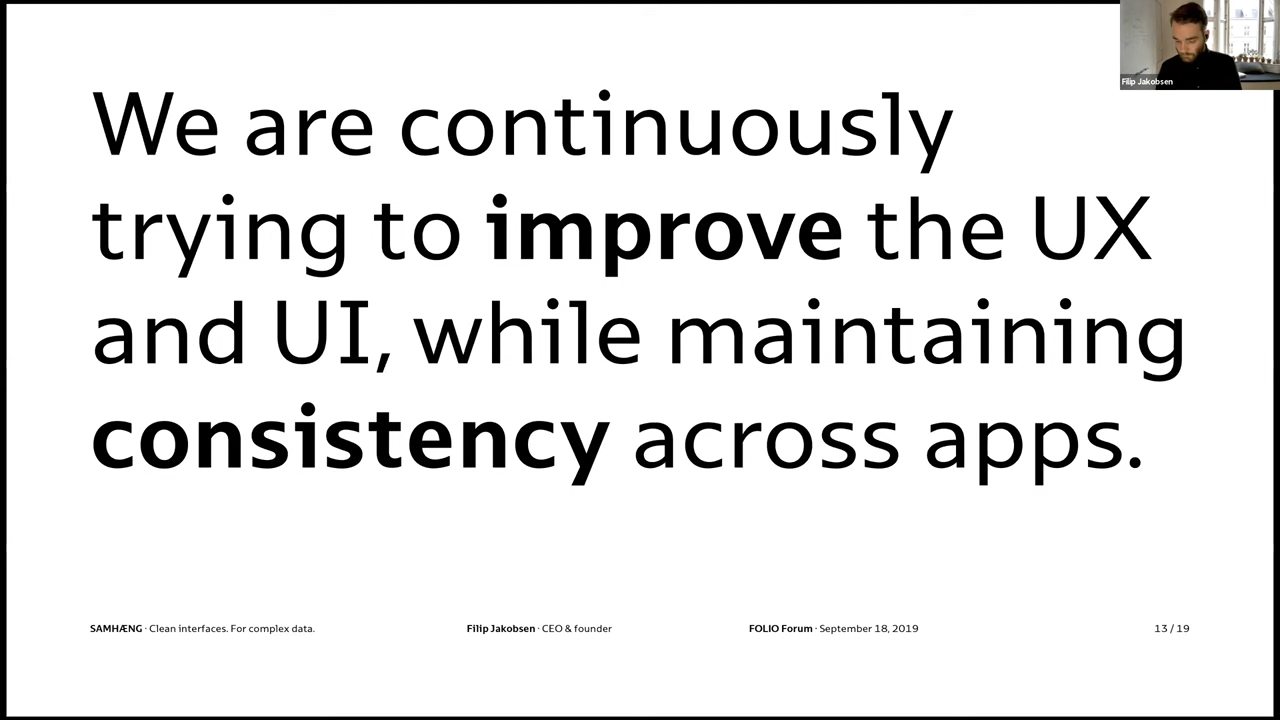 We are continuously
trying to improve the UX
and UI, while maintaining
consistency across apps.
SAMHÆNG · Clean interfaces. For complex data.
Filip Jakobsen · CEO & founder
FOLIO Forum · September 18, 2019
13 / 19
Filip Jakobsen